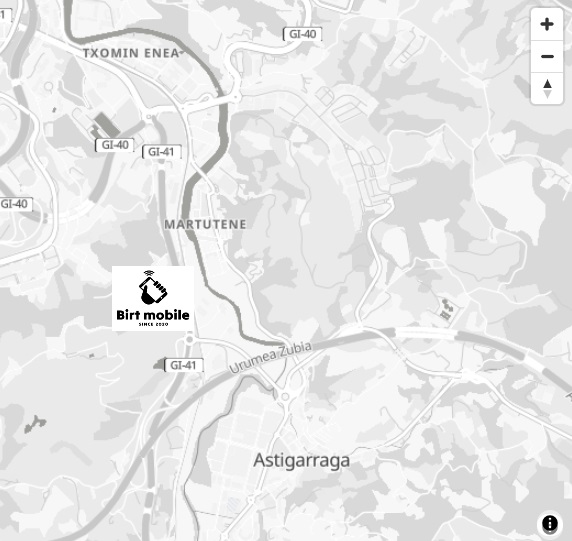 1
GI-40
TXOMIN ENEA
GI-40
GI-41
GI-40
MARTUTENE
Birt mobile
SINCE 2020
Urumea Zubia
GI-41
Astigarraga